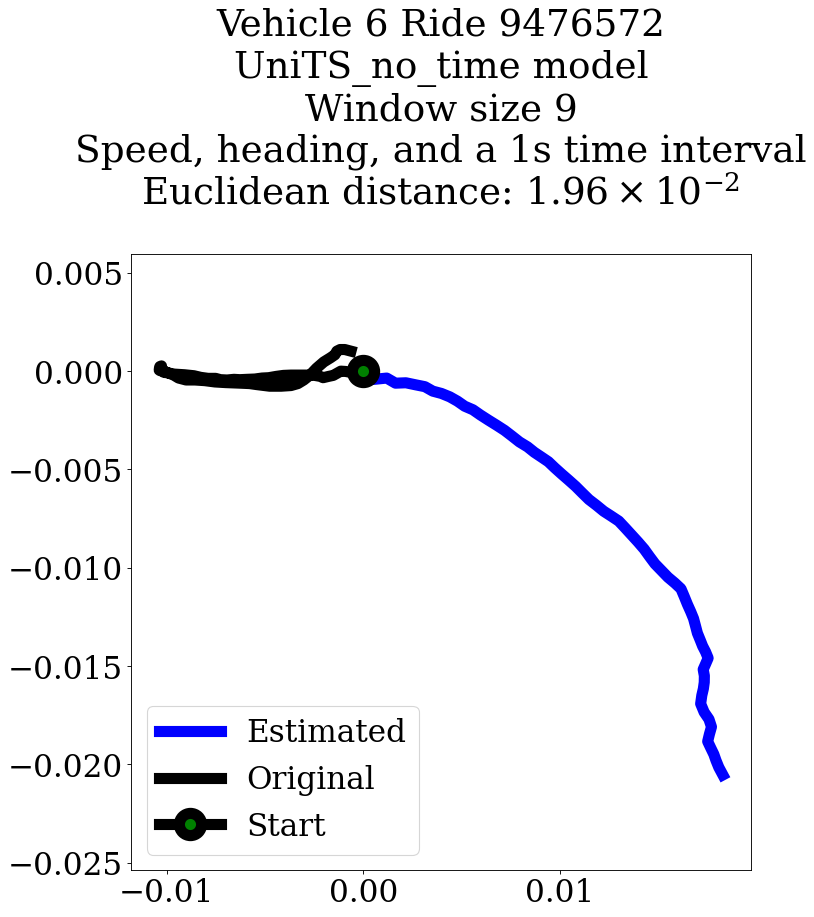 Vehicle 6 Ride 9476572
UniTS_no_time model
Window size 9
Speed, heading, and a 1s time interval
Euclidean distance: 1.96 × 10⁻²
0.005
0.000
−0.005
−0.010
−0.015
−0.020
−0.025
Estimated
Original
Start
−0.01 0.00 0.01